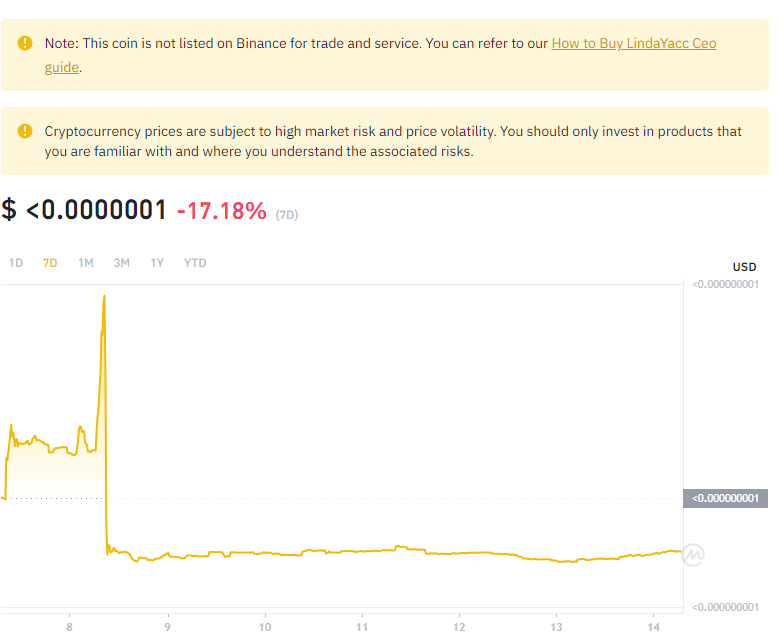 Note: This coin is not listed on Binance for trade and service. You can refer to our How to Buy LindaYacc Ceo
guide.
Cryptocurrency prices are subject to high market risk and price volatility. You should only invest in products that
you are familiar with and where you understand the associated risks.
$ <0.0000001 -17.18% (7D)
1D 7D 1M 3M 1Y YTD
USD
<0.000000001
<0.000000001
<0.000000001
8 9 10 11 12 13 14